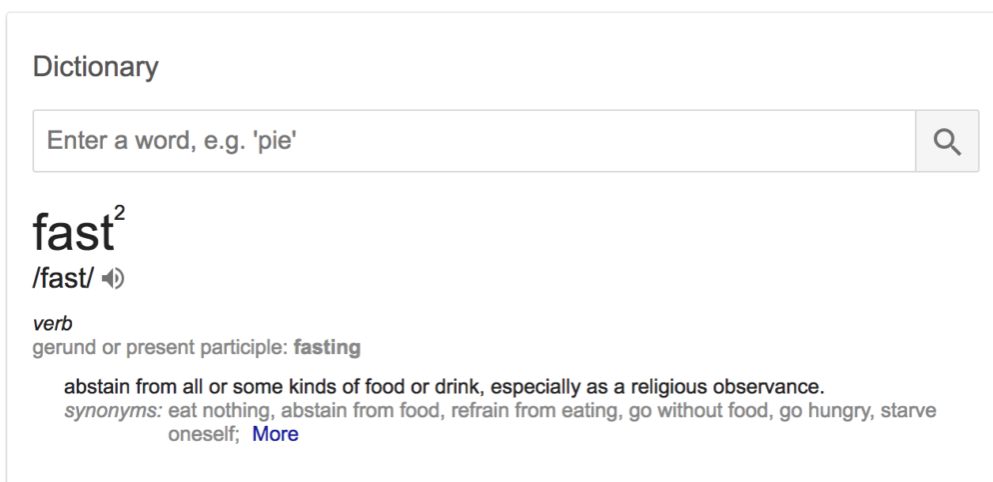 Dictionary
Enter a word, e.g. 'pie'
fast²
/fast/
verb
gerund or present participle: fasting
abstain from all or some kinds of food or drink, especially as a religious observance.
synonyms: eat nothing, abstain from food, refrain from eating, go without food, go hungry, starve
oneself; More